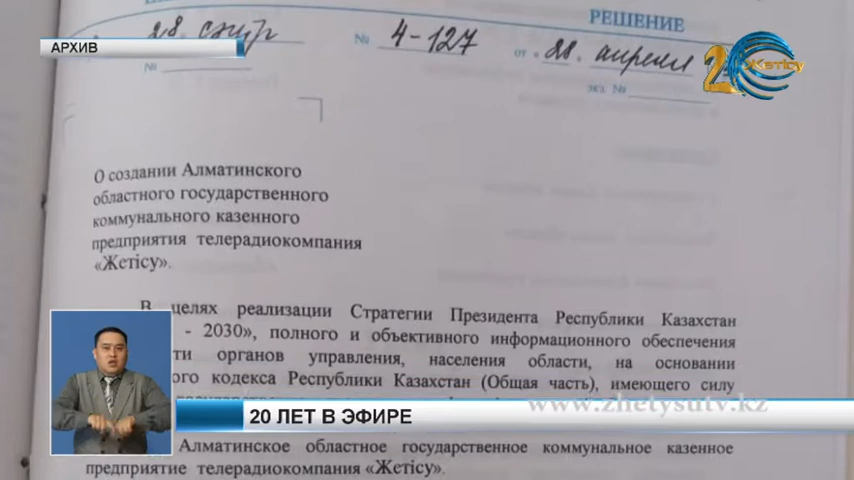 РЕШЕНИЕ
АРХИВ
№ 4-127 от «28. апреля
№
экз. №
20 Жетісу
О создании Алматинского
областного государственного
коммунального казенного
предприятия телерадиокомпания
«Жетісу».
В целях реализации Стратегии Президента Республики Казахстан
- 2030», полного и объективного информационного обеспечения
ти органов управления, населения области, на основании
ого кодекса Республики Казахстан (Общая часть), имеющего силу
www.zhetysutv.kz
20 ЛЕТ В ЭФИРЕ
Алматинское областное государственное коммунальное казенное
предприятие телерадиокомпания «Жетісу».